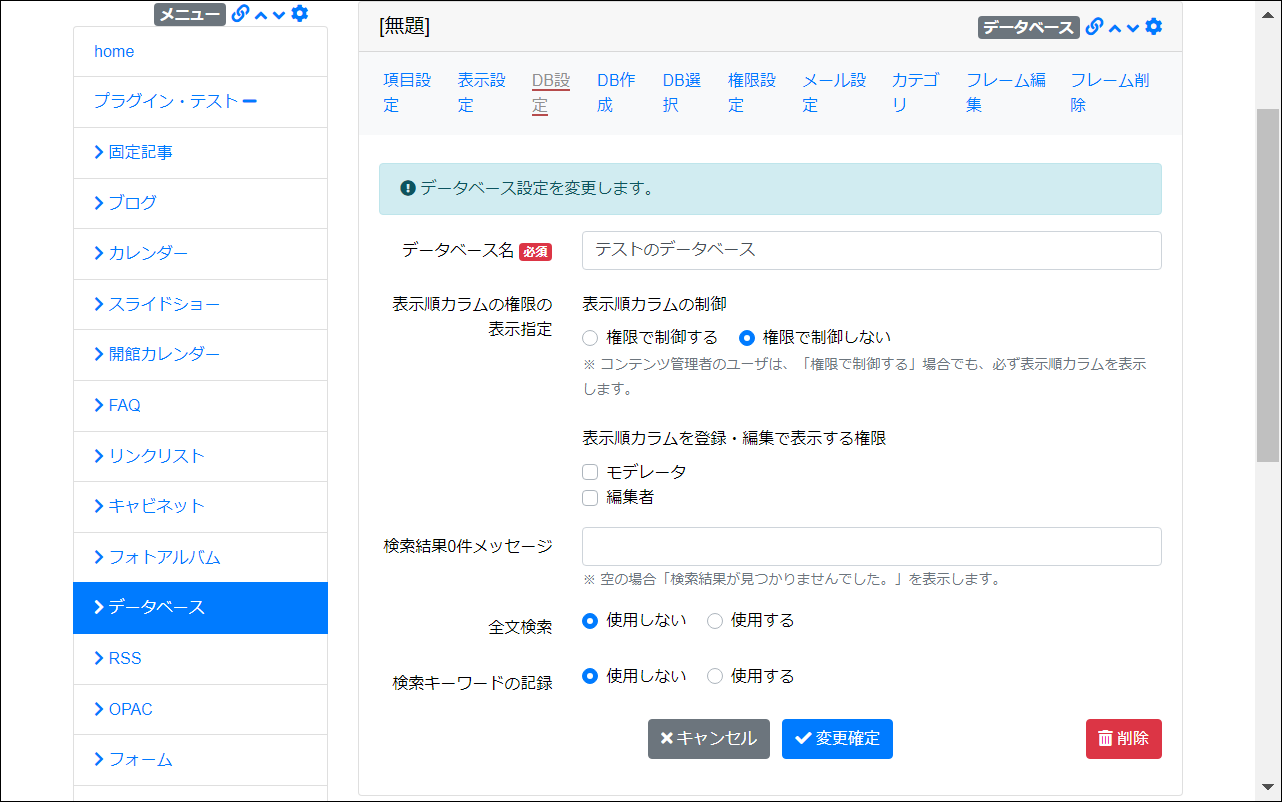 メニュー
home
プラグイン・テスト
固定記事
ブログ
カレンダー
スライドショー
開館カレンダー
FAQ
リンクリスト
キャビネット
フォトアルバム
データベース
RSS
OPAC
フォーム
[無題]
データベース
項目設定
表示設定
DB設定
DB作成
DB選択
権限設定
メール設定
カテゴリ
フレーム編集
フレーム削除
データベース設定を変更します。
データベース名 必須
テストのデータベース
表示順カラムの権限の
表示指定
表示順カラムの制御
権限で制御する 権限で制御しない
※ コンテンツ管理者のユーザは、「権限で制御する」場合でも、必ず表示順カラムを表示
します。
表示順カラムを登録・編集で表示する権限
モデレータ
編集者
検索結果0件メッセージ
※ 空の場合「検索結果が見つかりませんでした。」を表示します。
全文検索
使用しない 使用する
検索キーワードの記録
使用しない 使用する
キャンセル 変更確定 削除